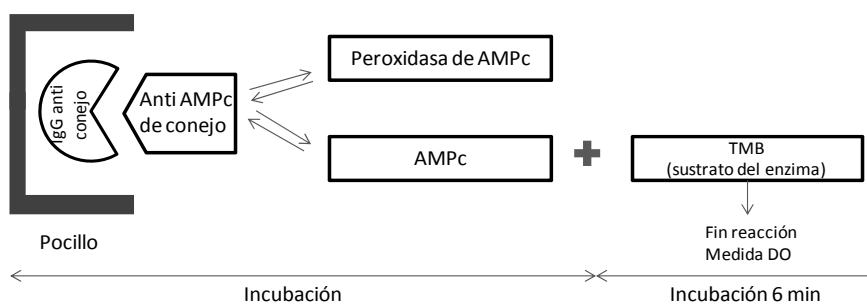 IgG anti
conejo
Anti AMPc
de conejo
Peroxidasa de AMPc
AMPc
TMB
(sustrato del enzima)
Fin reacción
Medida DO
Pocillo
Incubación
Incubación 6 min